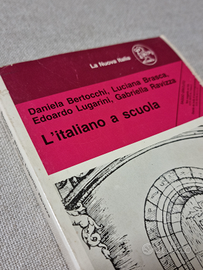 La Nuova Italia
Daniela Bertocchi, Luciana Brasca,
Edoardo Lugarini, Gabriella Ravizza
L'italiano a scuola